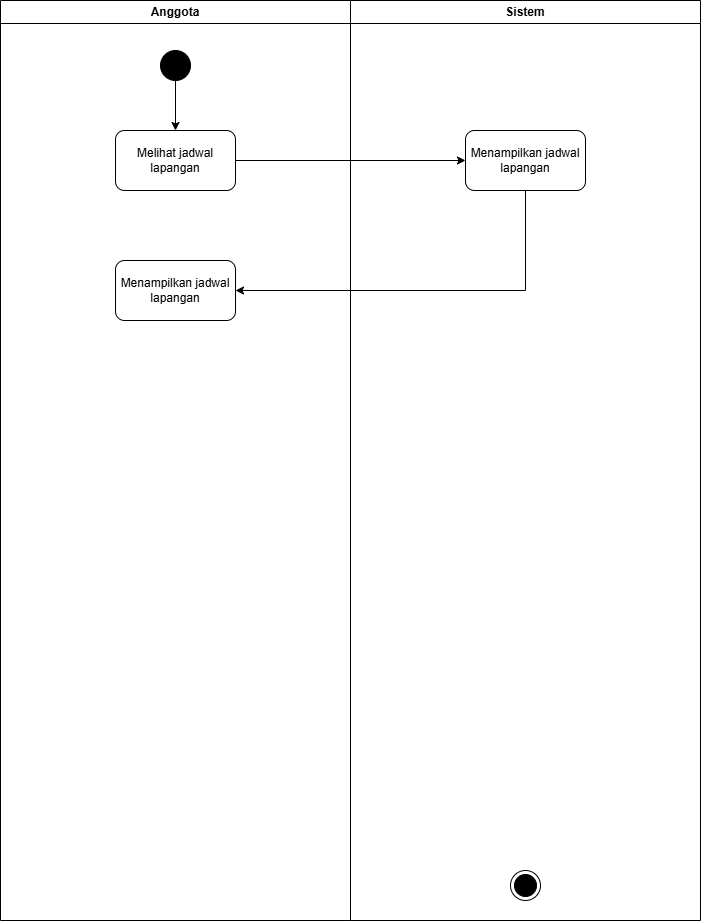 Anggota
Sistem
Melihat jadwal
lapangan
Menampilkan jadwal
lapangan
Menampilkan jadwal
lapangan